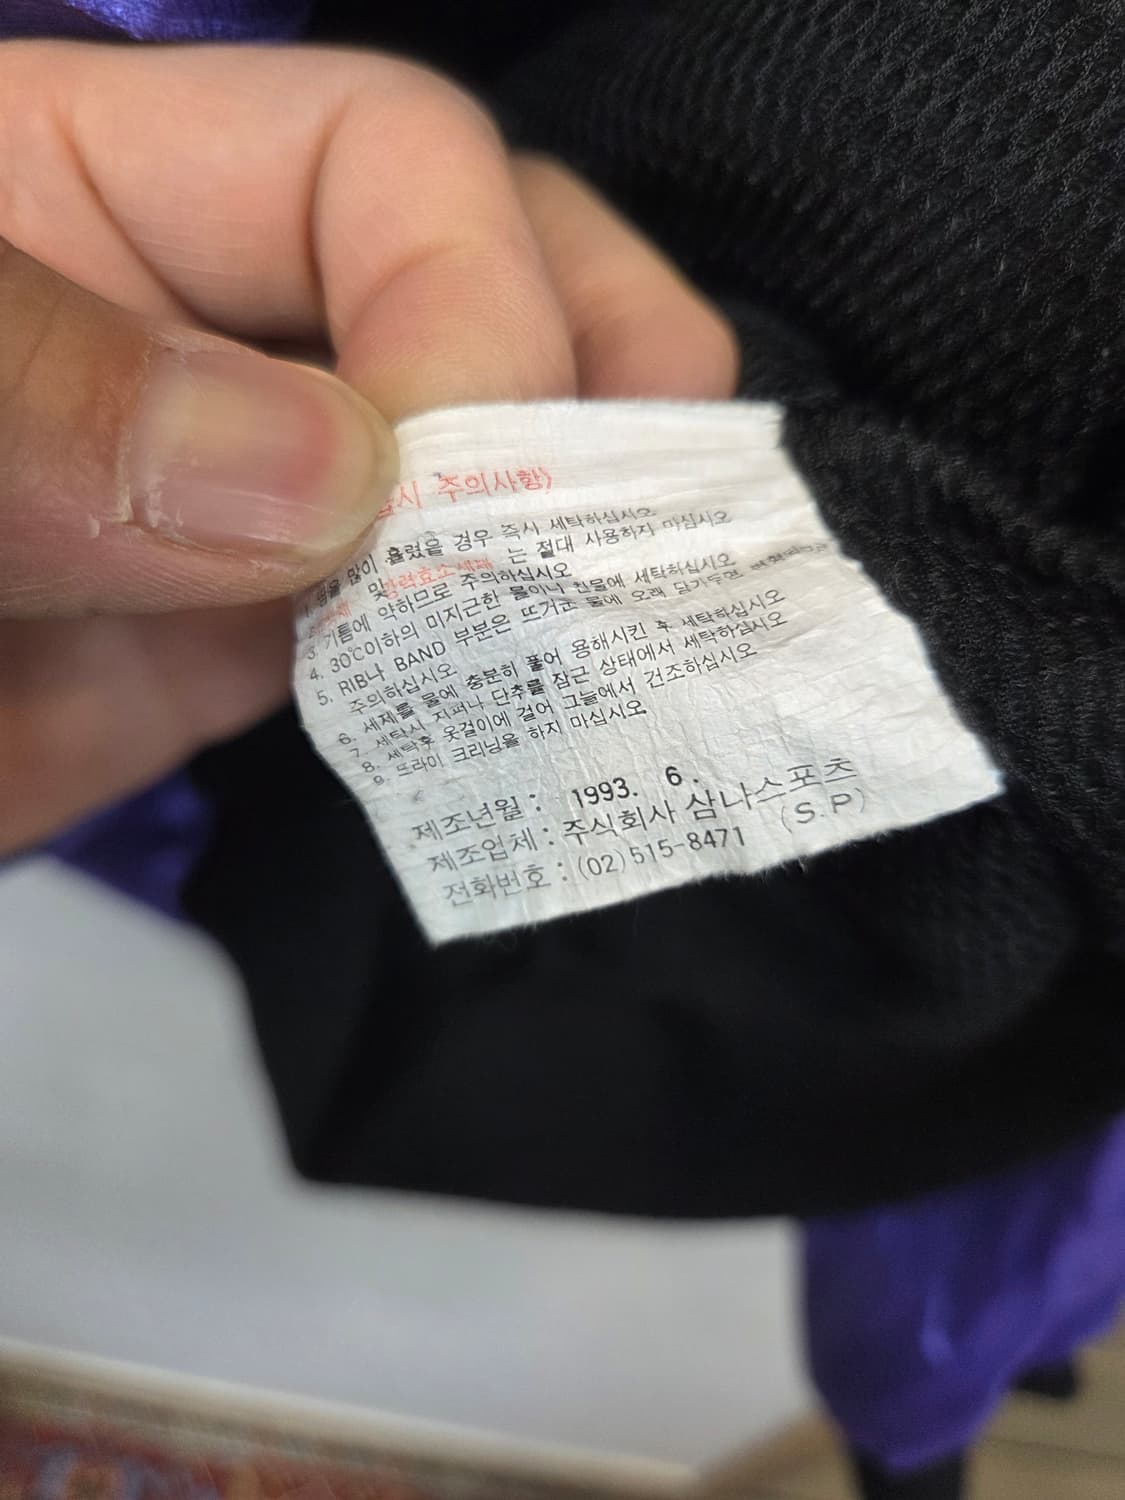 주의사항〉
많이 흘렸을 경우 즉시 세탁하십시오
및 강력효소세제 는 절대 사용하지 마십시오
3 기름에 약하므로 주의하십시오
4. 30℃이하의 미지근한 물이나 찬물에 세탁하십시오
5. RIB나 BAND 부분은 뜨거운 물에 오래 담가두면
주의하십시오
6. 세제를 물에 충분히 풀어 용해시킨 후 세탁하십시오
7. 세탁시 지퍼나 단추를 잠근 상태에서 세탁하십시오
8. 세탁후 옷걸이에 걸어 그늘에서 건조하십시오
9. 드라이 크리닝을 하지 마십시오
제조년월 : 1993. 6.
제조업체 : 주식회사 삼나스포츠
(S.P)
전화번호 : (02)515-8471